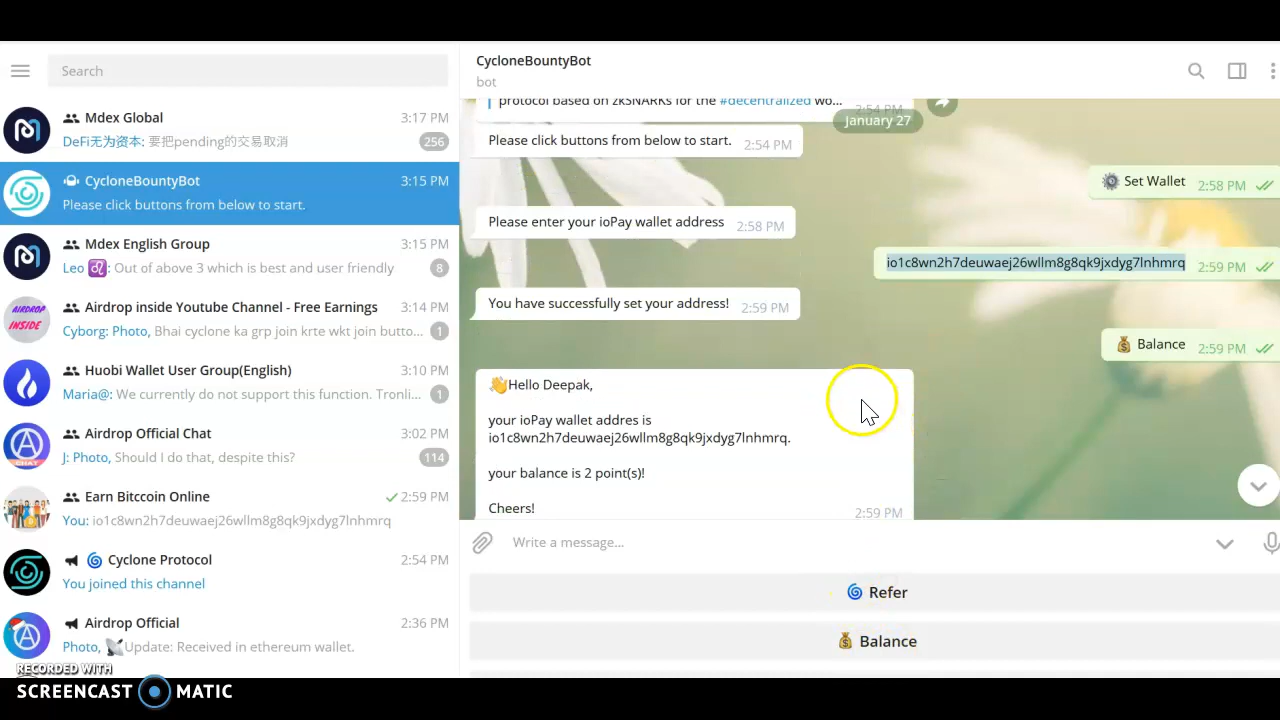 Search
Mdex Global
3:17 PM
DeFi无为资本: 要把pending的交易取消
256
CycloneBountyBot
3:15 PM
Please click buttons from below to start.
Mdex English Group
3:15 PM
Leo ♌: Out of above 3 which is best and user friendly
8
AIRDROP
INSIDE
Airdrop inside Youtube Channel - Free Earnings
3:14 PM
Cyborg: Photo, Bhai cyclone ka grp join krte wkt join butto...
1
Huobi Wallet User Group(English)
3:10 PM
Maria@: We currently do not support this function. Tronli...
1
CHAT
Airdrop Official Chat
3:02 PM
J: Photo, Should I do that, despite this?
114
Earn Bitccoin Online
2:59 PM
You: io1c8wn2h7deuwaej26wllm8g8qk9jxdyg7lnhmrq
Cyclone Protocol
2:54 PM
You joined this channel
Airdrop Official
2:36 PM
Photo, Update: Received in ethereum wallet.
RECORDED WITH
SCREENCAST MATIC
CycloneBountyBot
bot
protocol based on zkSNARKs for the #decentralized wo...
2:54 PM
January 27
Please click buttons from below to start.
2:54 PM
Set Wallet
2:58 PM
Please enter your ioPay wallet address
2:58 PM
io1c8wn2h7deuwaej26wllm8g8qk9jxdyg7lnhmrq
2:59 PM
You have successfully set your address!
2:59 PM
Balance
2:59 PM
👋Hello Deepak,
your ioPay wallet addres is
io1c8wn2h7deuwaej26wllm8g8qk9jxdyg7lnhmrq.
your balance is 2 point(s)!
Cheers!
2:59 PM
Write a message...
Refer
Balance